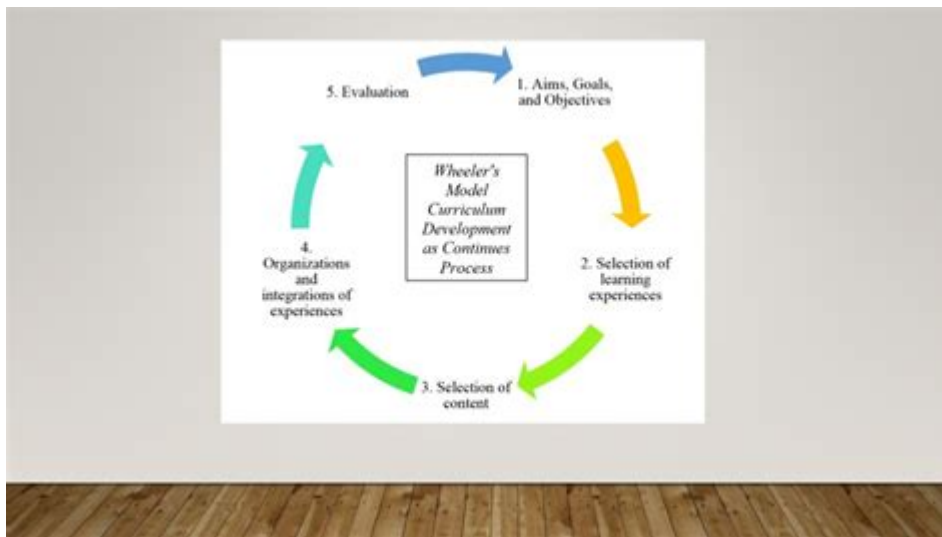 5. Evaluation
1. Aims, Goals,
and Objectives
Wheeler's
Model
Curriculum
Development
as Continues
Process
2. Selection of
learning
experiences
3. Selection of
content
4.
Organizations
and
integrations of
experiences